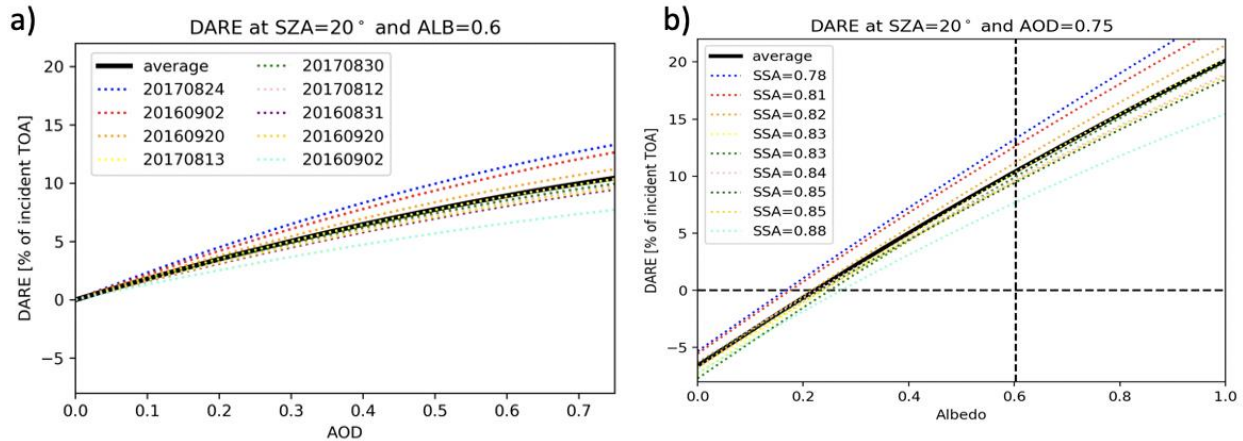 a)
DARE at SZA=20° and ALB=0.6
DARE [% of incident TOA]
20
15
10
5
0
−5
average
20170824
20160902
20160920
20170813
20170830
20170812
20160831
20160920
20160902
0.0 0.1 0.2 0.3 0.4 0.5 0.6 0.7
AOD
b)
DARE at SZA=20° and AOD=0.75
DARE [% of incident TOA]
20
15
10
5
0
−5
average
SSA=0.78
SSA=0.81
SSA=0.82
SSA=0.83
SSA=0.83
SSA=0.84
SSA=0.85
SSA=0.85
SSA=0.88
0.0 0.2 0.4 0.6 0.8 1.0
Albedo